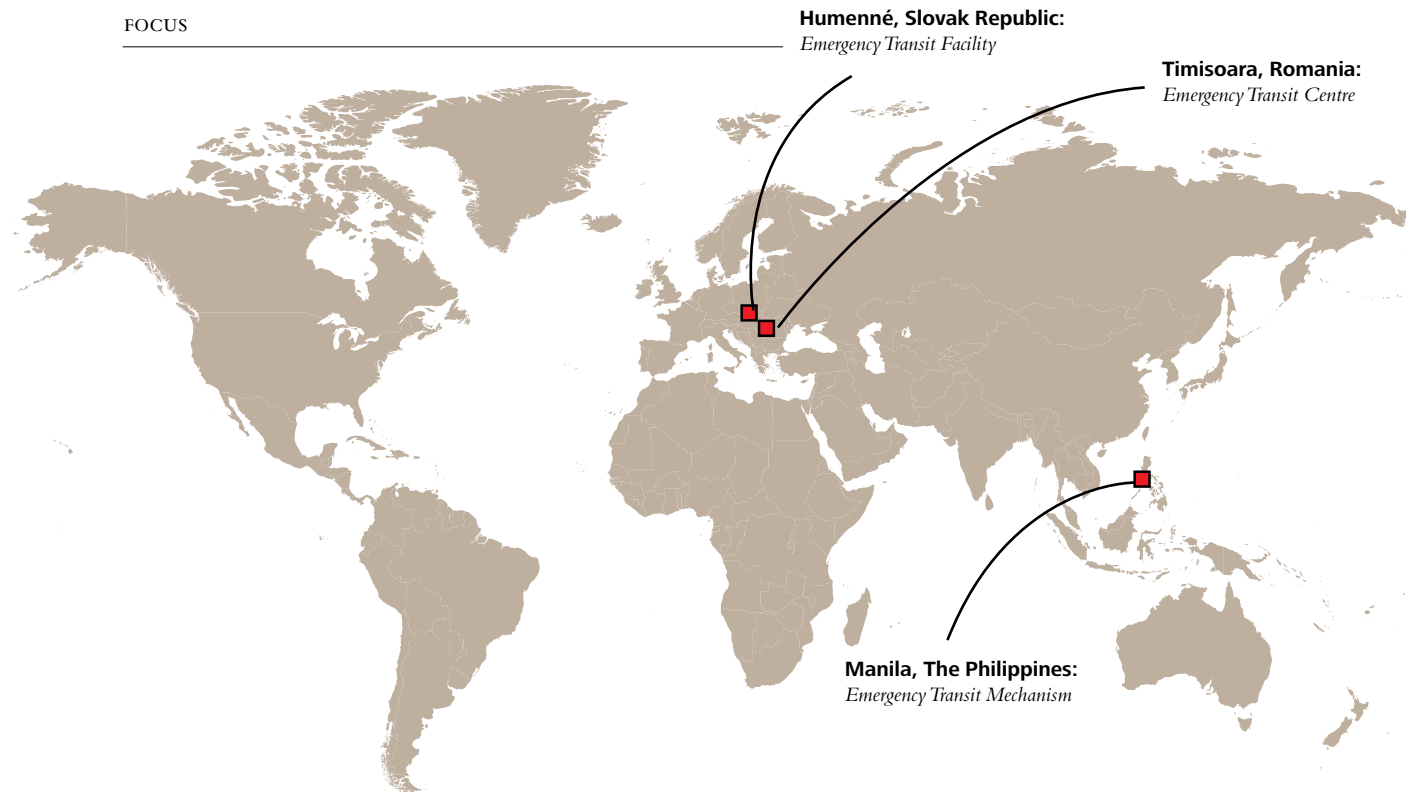 FOCUS
Humenné, Slovak Republic:
Emergency Transit Facility
Timisoara, Romania:
Emergency Transit Centre
Manila, The Philippines:
Emergency Transit Mechanism